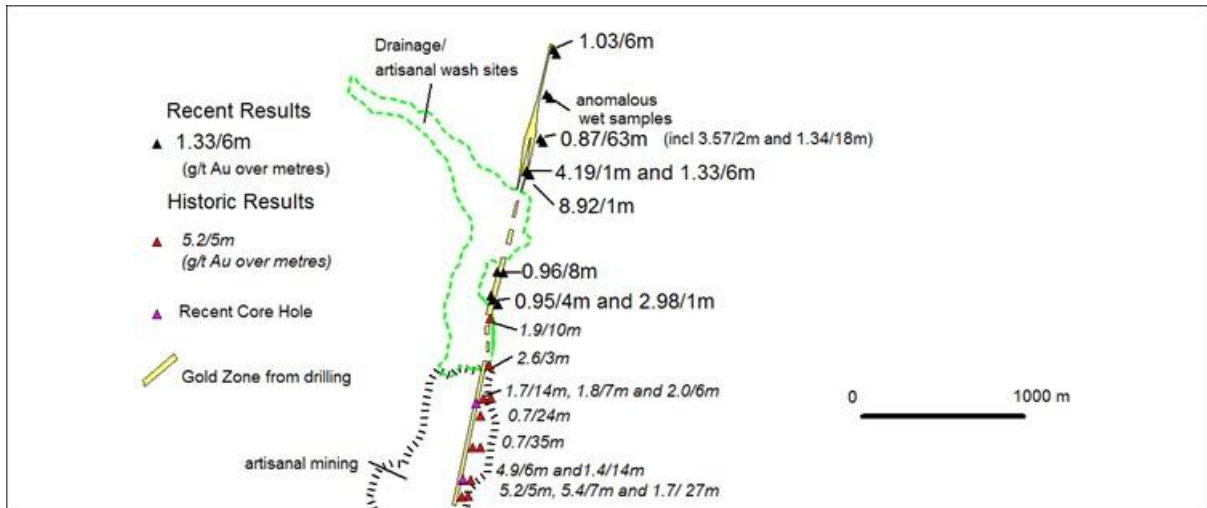 Drainage/
artisanal wash sites
1.03/6m
anomalous
wet samples
0.87/63m (incl 3.57/2m and 1.34/18m)
4.19/1m and 1.33/6m
8.92/1m
0.96/8m
0.95/4m and 2.98/1m
1.9/10m
2.6/3m
1.7/14m, 1.8/7m and 2.0/6m
0.7/24m
0.7/35m
4.9/6m and1.4/14m
5.2/5m, 5.4/7m and 1.7/ 27m
artisanal mining
Recent Results
1.33/6m
(g/t Au over metres)
Historic Results
5.2/5m
(g/t Au over metres)
Recent Core Hole
Gold Zone from drilling
0 1000 m